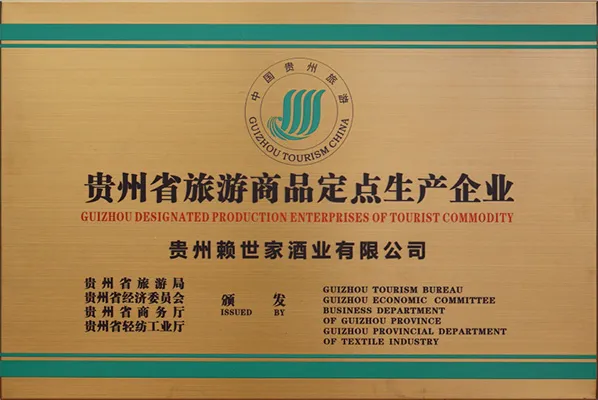 中国贵州旅游
GUIZHOU TOURISM CHINA
贵州省旅游商品定点生产企业
GUIZHOU DESIGNATED PRODUCTION ENTERPRISES OF TOURIST COMMODITY
贵州赖世家酒业有限公司
贵州省旅游局
贵州省经济委员会
贵州省商务厅
贵州省轻纺工业厅
颁发
ISSUED BY
GUIZHOU TOURISM BUREAU
GUIZHOU ECONOMIC COMMITTEE
BUSINESS DEPARTMENT
OF GUIZHOU PROVINCE
GUIZHOU PROVINCIAL DEPARTMENT
OF TEXTILE INDUSTRY